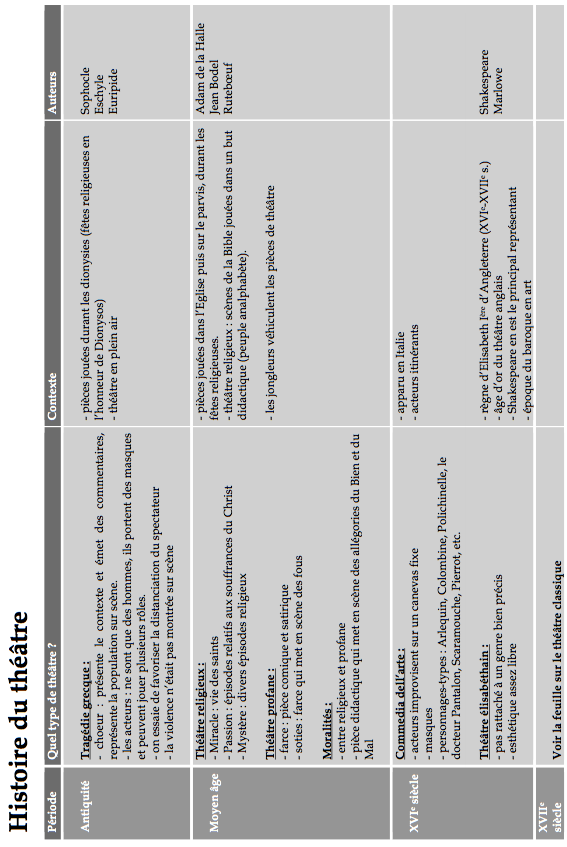 Histoire du théâtre
Période
Quel type de théâtre ?
Contexte
Auteurs
Antiquité
Tragédie grecque :
- choeur : présente le contexte et émet des commentaires,
représente la population sur scène.
- les acteurs : ne sont que des hommes, ils portent des masques
et peuvent jouer plusieurs rôles.
- on essaie de favoriser la distanciation du spectateur
- la violence n'était pas montrée sur scène
- pièces jouées durant les dionysies (fêtes religieuses en
l'honneur de Dionysos)
- théâtre en plein air
Sophocle
Eschyle
Euripide
Moyen âge
Théâtre religieux :
- Miracle : vie des saints
- Passion : épisodes relatifs aux souffrances du Christ
- Mystère : divers épisodes religieux
Théâtre profane :
- farce : pièce comique et satirique
- soties : farce qui met en scène des fous
Moralités :
- entre religieux et profane
- pièce didactique qui met en scène des allégories du Bien et du
Mal
- pièces jouées dans l'Eglise puis sur le parvis, durant les
fêtes religieuses.
- théâtre religieux : scènes de la Bible jouées dans un but
didactique (peuple analphabète).
- les jongleurs véhiculent les pièces de théâtre
Adam de la Halle
Jean Bodel
Rutebœuf
XVIe siècle
Commedia dell'arte :
- acteurs improvisent sur un canevas fixe
- masques
- personnages-types : Arlequin, Colombine, Polichinelle, le
docteur Pantalon, Scaramouche, Pierrot, etc.
Théâtre élisabéthain :
- pas rattaché à un genre bien précis
- esthétique assez libre
- apparu en Italie
- acteurs itinérants
- règne d'Elisabeth Ière d'Angleterre (XVIe-XVIIe s.)
- âge d'or du théâtre anglais
- Shakespeare en est le principal représentant
- époque du baroque en art
Shakespeare
Marlowe
XVIIe
siècle
Voir la feuille sur le théâtre classique